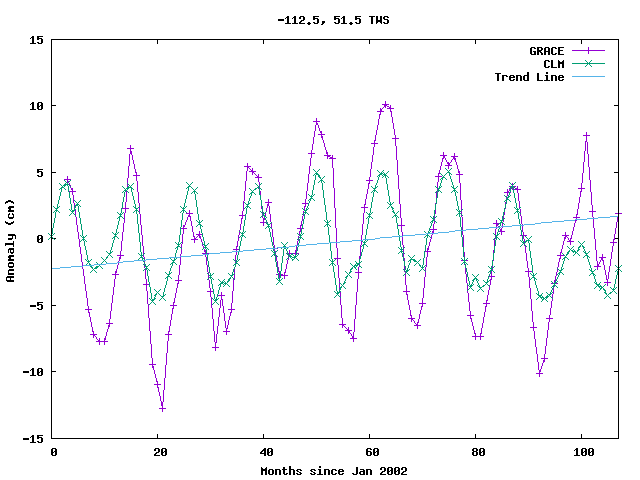 -112.5, 51.5 TWS
GRACE
CLM
Trend Line
15
10
5
0
-5
-10
-15
Anomaly (cm)
0 20 40 60 80 100
Months since Jan 2002